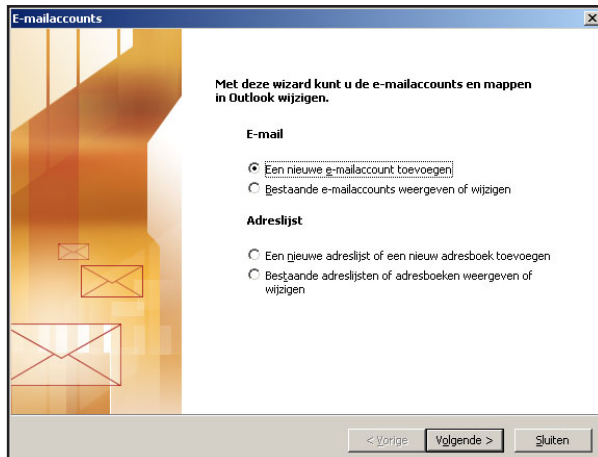 E-mailaccounts
Met deze wizard kunt u de e-mailaccounts en mappen
in Outlook wijzigen.
E-mail
Een nieuwe e-mailaccount toevoegen
Bestaande e-mailaccounts weergeven of wijzigen
Adreslijst
Een nieuwe adreslijst of een nieuw adresboek toevoegen
Bestaande adreslijsten of adresboeken weergeven of
wijzigen
< Vorige Volgende > Sluiten